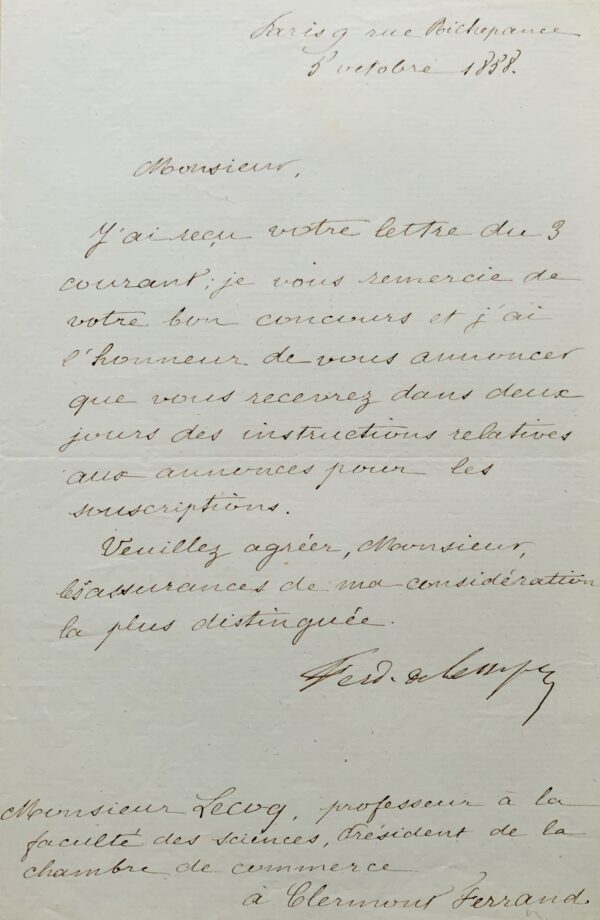 Paris 9 rue Richepance
5 octobre 1858.
Monsieur,
J'ai reçu votre lettre du 3
courant; je vous remercie de
votre bon concours et j'ai
l'honneur de vous annoncer
que vous recevrez dans deux
jours des instructions relatives
aux annonces pour les
souscriptions.
Veuillez agréer, Monsieur,
les assurances de ma considération
la plus distinguée.
Ferd. de Lesseps
Monsieur Lecoq, professeur à la
faculté des sciences, Président de la
chambre de commerce
à Clermont Ferrand.